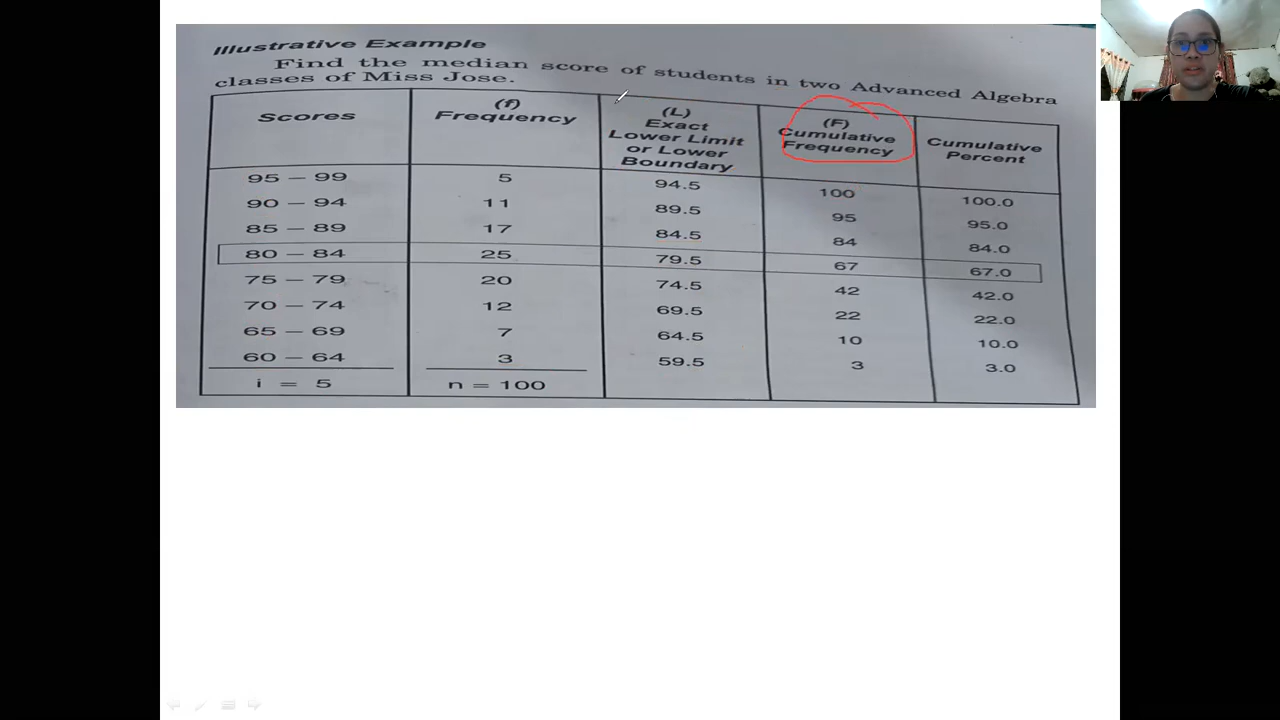 Illustrative Example
Find the median score of students in two Advanced Algebra
classes of Miss Jose.
Scores (f) Frequency (L) Exact Lower Limit or Lower Boundary (F) Cumulative Frequency Cumulative Percent
95 – 99 5 94.5 100 100.0
90 – 94 11 89.5 95 95.0
85 – 89 17 84.5 84 84.0
80 – 84 25 79.5 67 67.0
75 – 79 20 74.5 42 42.0
70 – 74 12 69.5 22 22.0
65 – 69 7 64.5 10 10.0
60 – 64 3 59.5 3 3.0
i = 5 n = 100